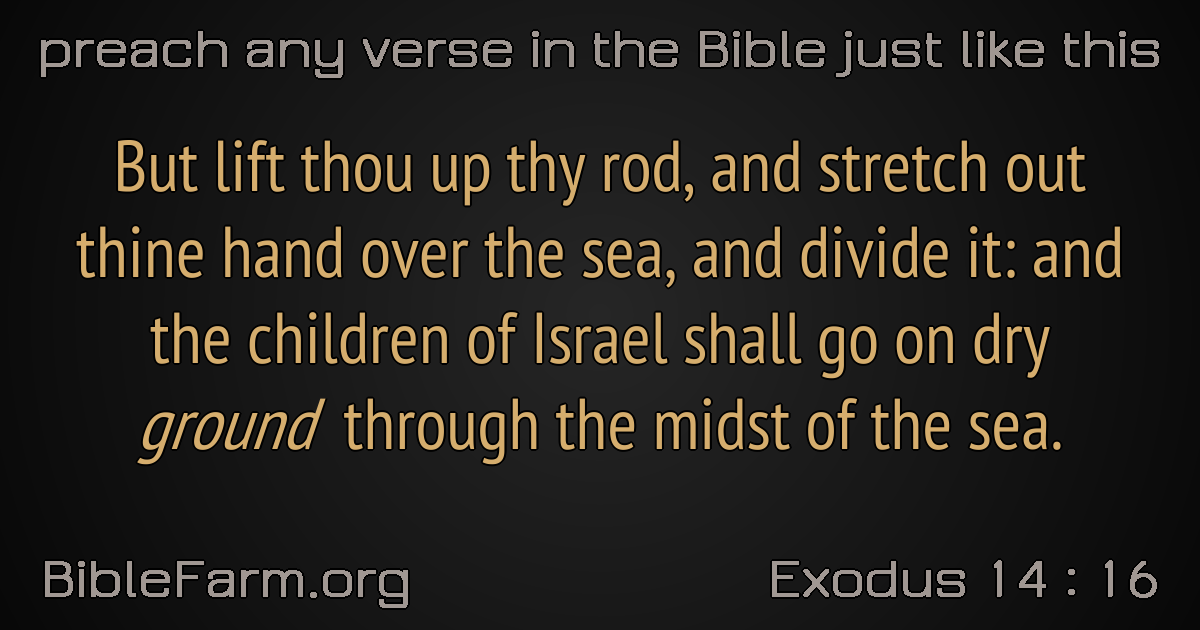 preach any verse in the Bible just like this
But lift thou up thy rod, and stretch out
thine hand over the sea, and divide it: and
the children of Israel shall go on dry
ground through the midst of the sea.
BibleFarm.org
Exodus 14 : 16